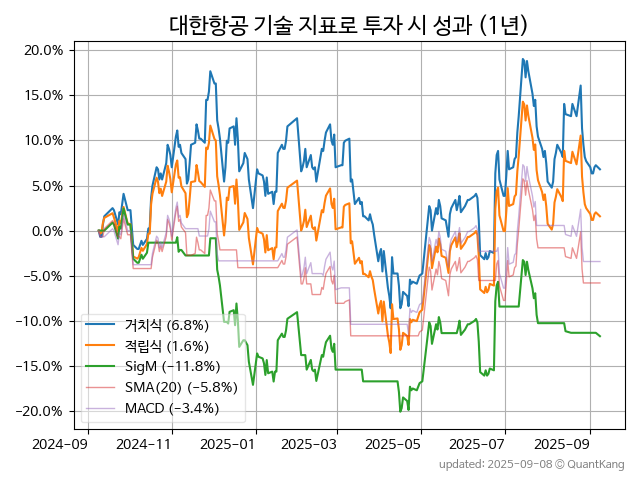 대한항공 기술 지표로 투자 시 성과 (1년)
20.0%
15.0%
10.0%
5.0%
0.0%
−5.0%
−10.0%
−15.0%
−20.0%
거치식 (6.8%)
적립식 (1.6%)
SigM (−11.8%)
SMA(20) (−5.8%)
MACD (−3.4%)
2024-09 2024-11 2025-01 2025-03 2025-05 2025-07 2025-09
updated: 2025-09-08 © QuantKang